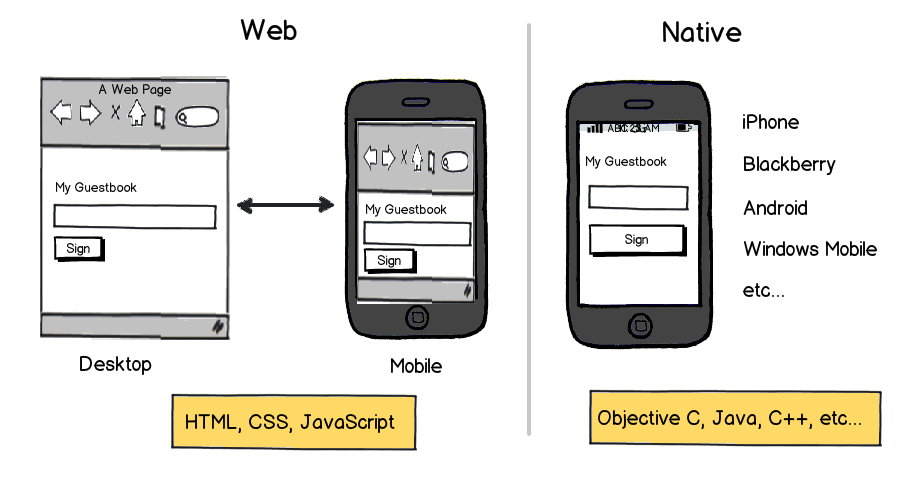 Web
Native
A Web Page
My Guestbook
Sign
Desktop
My Guestbook
Sign
Mobile
HTML, CSS, JavaScript
My Guestbook
Sign
iPhone
Blackberry
Android
Windows Mobile
etc...
Objective C, Java, C++, etc...